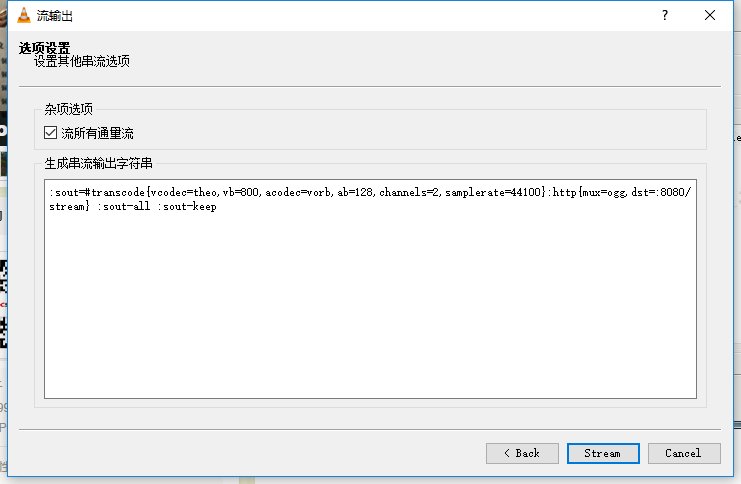 流输出
选项设置
设置其他串流选项
杂项选项
流所有通量流
生成串流输出字符串
:sout=#transcode{vcodec=theo,vb=800,acodec=vorb,ab=128,channels=2,samplerate=44100}:http{mux=ogg,dst=:8080/
stream} :sout-all :sout-keep
< Back
Stream
Cancel